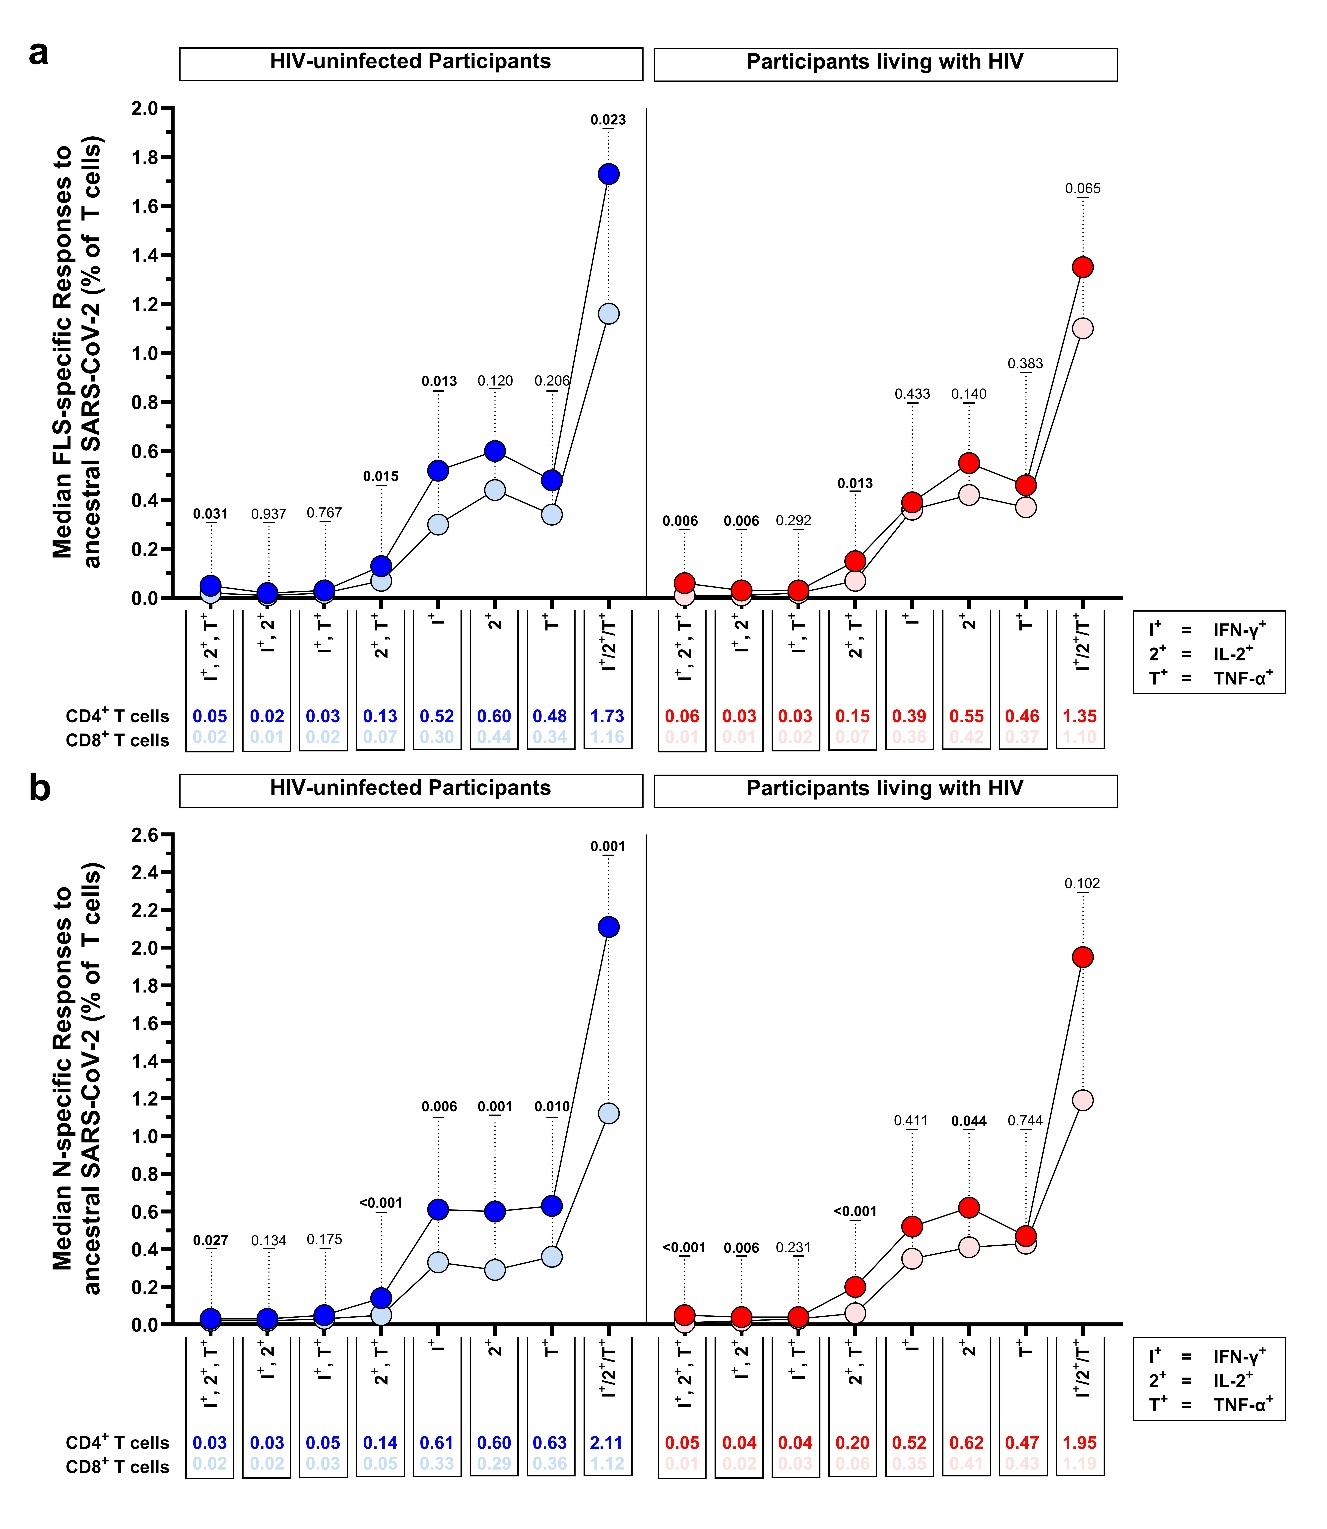 a
HIV-uninfected Participants
Participants living with HIV
Median FLS-specific Responses to
ancestral SARS-CoV-2 (% of T cells)
2.0
1.8
1.6
1.4
1.2
1.0
0.8
0.6
0.4
0.2
0.0
0.031 0.937 0.767 0.015 0.013 0.120 0.206 0.023
0.006 0.006 0.292 0.013 0.433 0.140 0.383 0.065
I⁺, 2⁺, T⁺ I⁺, 2⁺ I⁺, T⁺ 2⁺, T⁺ I⁺ 2⁺ T⁺ I⁺/2⁺/T⁺
I⁺, 2⁺, T⁺ I⁺, 2⁺ I⁺, T⁺ 2⁺, T⁺ I⁺ 2⁺ T⁺ I⁺/2⁺/T⁺
I⁺ = IFN-γ⁺
2⁺ = IL-2⁺
T⁺ = TNF-α⁺
CD4⁺ T cells 0.05 0.02 0.03 0.13 0.52 0.60 0.48 1.73 0.06 0.03 0.03 0.15 0.39 0.55 0.46 1.35
CD8⁺ T cells 0.02 0.01 0.02 0.07 0.30 0.44 0.34 1.16 0.01 0.01 0.02 0.07 0.36 0.42 0.37 1.10
b
HIV-uninfected Participants
Participants living with HIV
Median N-specific Responses to
ancestral SARS-CoV-2 (% of T cells)
2.6
2.4
2.2
2.0
1.8
1.6
1.4
1.2
1.0
0.8
0.6
0.4
0.2
0.0
0.027 0.134 0.175 <0.001 0.006 0.001 0.010 0.001
<0.001 0.006 0.231 <0.001 0.411 0.044 0.744 0.102
I⁺, 2⁺, T⁺ I⁺, 2⁺ I⁺, T⁺ 2⁺, T⁺ I⁺ 2⁺ T⁺ I⁺/2⁺/T⁺
I⁺, 2⁺, T⁺ I⁺, 2⁺ I⁺, T⁺ 2⁺, T⁺ I⁺ 2⁺ T⁺ I⁺/2⁺/T⁺
I⁺ = IFN-γ⁺
2⁺ = IL-2⁺
T⁺ = TNF-α⁺
CD4⁺ T cells 0.03 0.03 0.05 0.14 0.61 0.60 0.63 2.11 0.05 0.04 0.04 0.20 0.52 0.62 0.47 1.95
CD8⁺ T cells 0.02 0.02 0.03 0.05 0.33 0.29 0.36 1.12 0.01 0.02 0.03 0.06 0.35 0.41 0.43 1.19